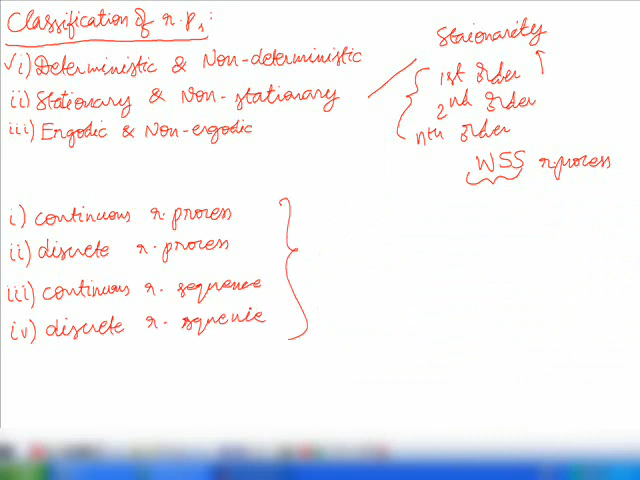 Classification of r.p.s:
✓i) Deterministic & Non-deterministic
ii) Stationary & Non-stationary
iii) Ergodic & Non-ergodic
Staionarity
1st order
2nd order
nth order
WSS r.process
i) continuous r.process
ii) discrete r.process
iii) continuous r. sequence
iv) discrete r. sequence